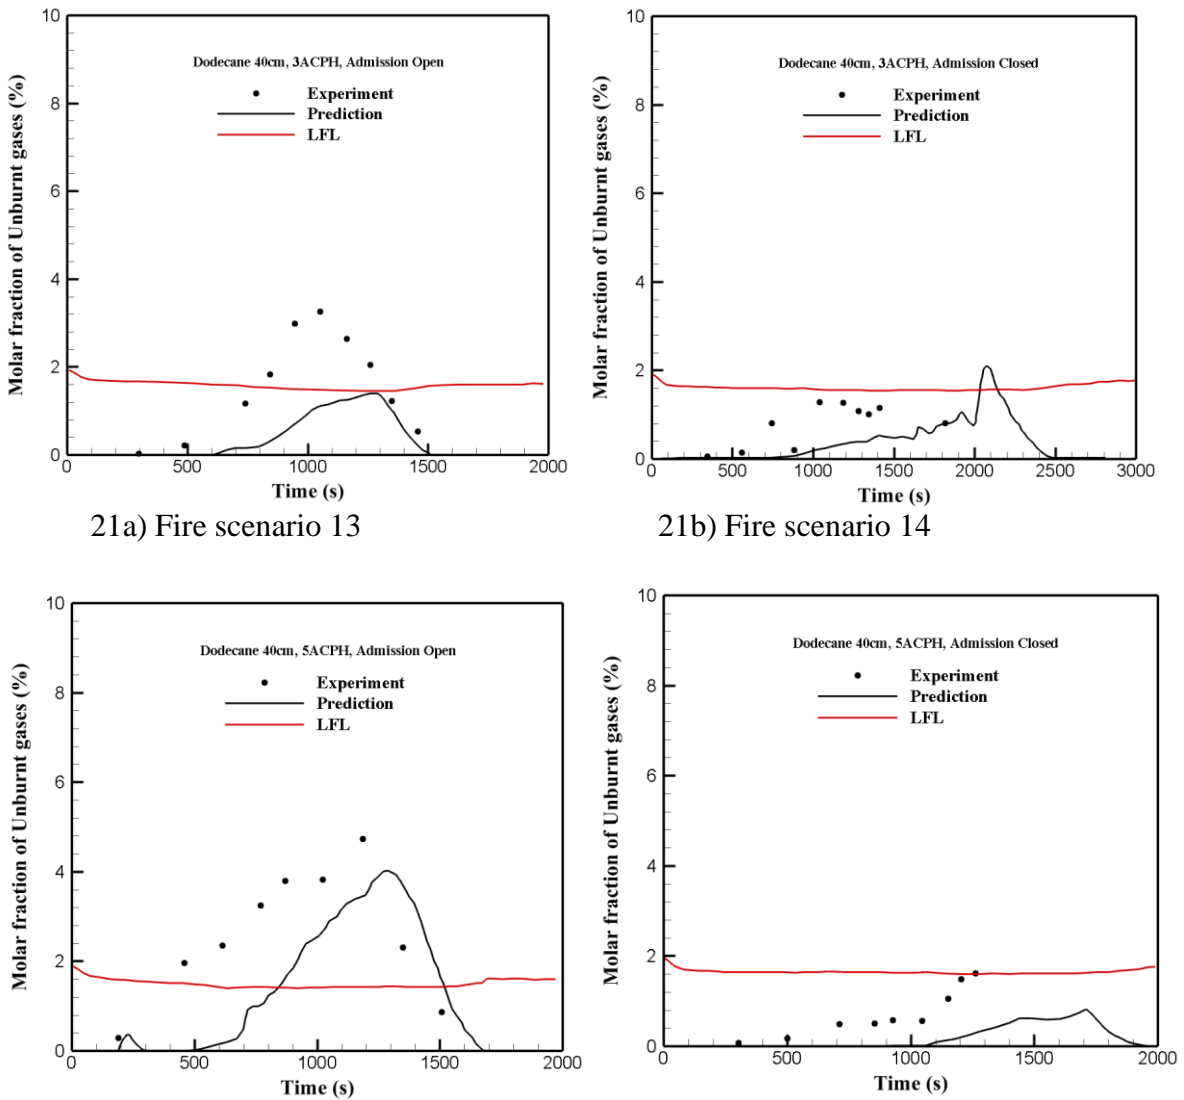 Dodecane 40cm, 3ACPH, Admission Open
Experiment
Prediction
LFL
Molar fraction of Unburnt gases (%)
10
8
6
4
2
0
0 500 1000 1500 2000
Time (s)
21a) Fire scenario 13
Dodecane 40cm, 3ACPH, Admission Closed
Experiment
Prediction
LFL
Molar fraction of Unburnt gases (%)
10
8
6
4
2
0
0 500 1000 1500 2000 2500 3000
Time (s)
21b) Fire scenario 14
Dodecane 40cm, 5ACPH, Admission Open
Experiment
Prediction
LFL
Molar fraction of Unburnt gases (%)
10
8
6
4
2
0
0 500 1000 1500 2000
Time (s)
Dodecane 40cm, 5ACPH, Admission Closed
Experiment
Prediction
LFL
Molar fraction of Unburnt gases (%)
10
8
6
4
2
0
0 500 1000 1500 2000
Time (s)